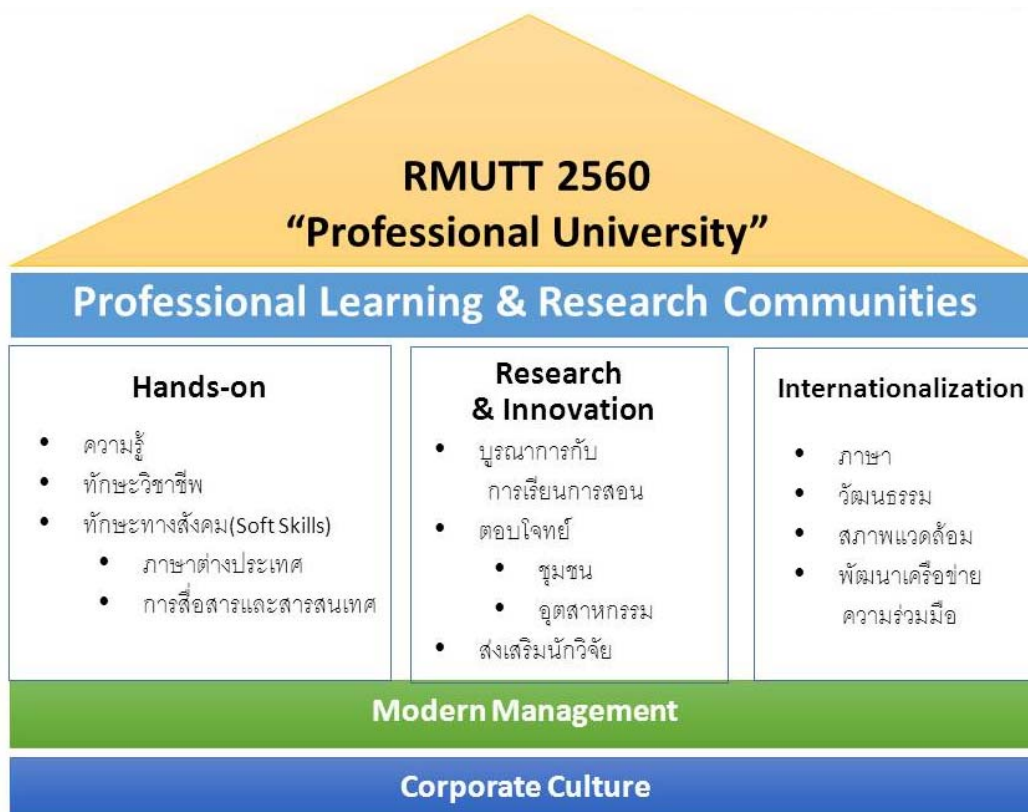 RMUTT 2560
“Professional University”
Professional Learning & Research Communities
Hands-on
• ความรู้
• ทักษะวิชาชีพ
• ทักษะทางสังคม(Soft Skills)
• ภาษาต่างประเทศ
• การสื่อสารและสารสนเทศ
Research
& Innovation
• บูรณาการกับ
การเรียนการสอน
• ตอบโจทย์
• ชุมชน
• อุตสาหกรรม
• ส่งเสริมนักวิจัย
Internationalization
• ภาษา
• วัฒนธรรม
• สภาพแวดล้อม
• พัฒนาเครือข่าย
ความร่วมมือ
Modern Management
Corporate Culture